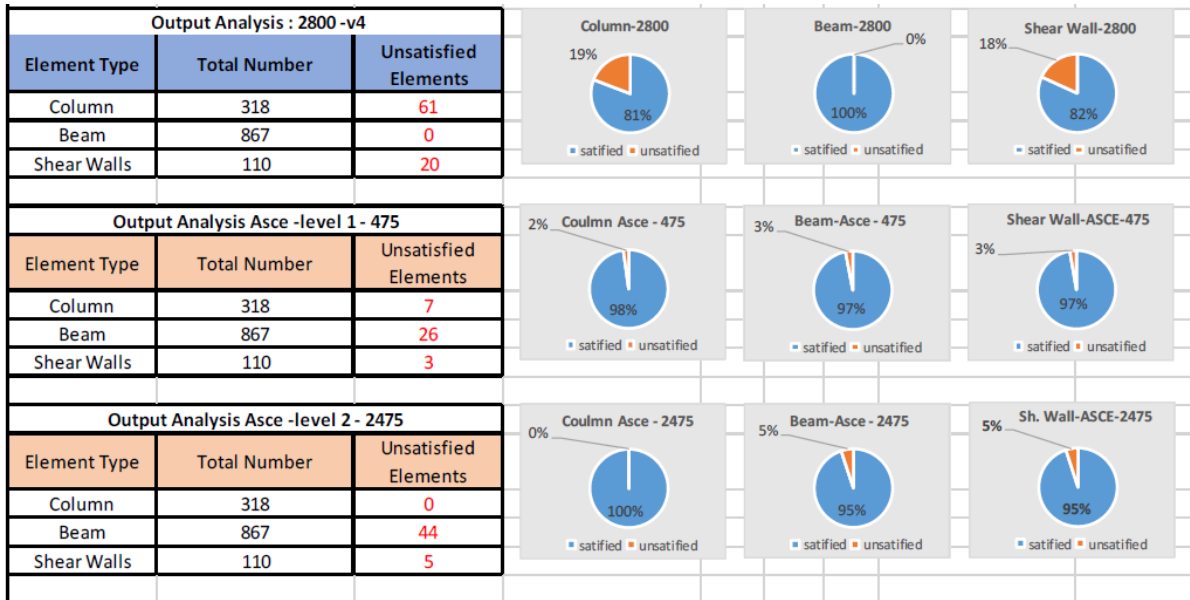 Output Analysis : 2800 -v4
Element Type Total Number Unsatisfied Elements
Column 318 61
Beam 867 0
Shear Walls 110 20
Column-2800
19%
81%
satified unsatified
Beam-2800
0%
100%
satified unsatified
Shear Wall-2800
18%
82%
satified unsatified
Output Analysis Asce -level 1 - 475
Element Type Total Number Unsatisfied Elements
Column 318 7
Beam 867 26
Shear Walls 110 3
Coulmn Asce - 475
2%
98%
satified unsatified
Beam-Asce - 475
3%
97%
satified unsatified
Shear Wall-ASCE-475
3%
97%
satified unsatified
Output Analysis Asce -level 2 - 2475
Element Type Total Number Unsatisfied Elements
Column 318 0
Beam 867 44
Shear Walls 110 5
Coulmn Asce - 2475
0%
100%
satified unsatified
Beam-Asce - 2475
5%
95%
satified unsatified
Sh. Wall-ASCE-2475
5%
95%
satified unsatified